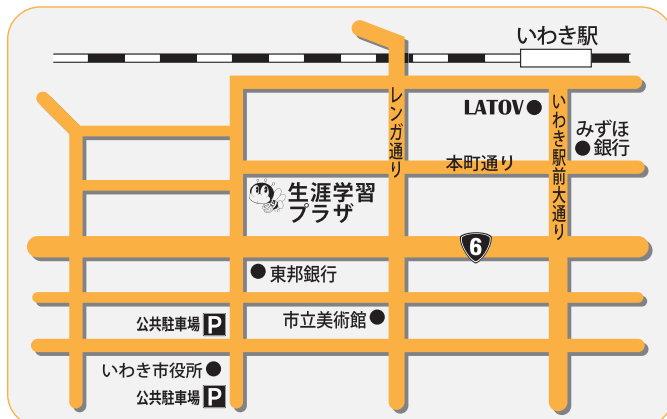 いわき駅
LATOV
みずほ
銀行
レンガ通り
いわき駅前大通り
本町通り
生涯学習
プラザ
6
東邦銀行
公共駐車場 P
市立美術館
いわき市役所
公共駐車場 P